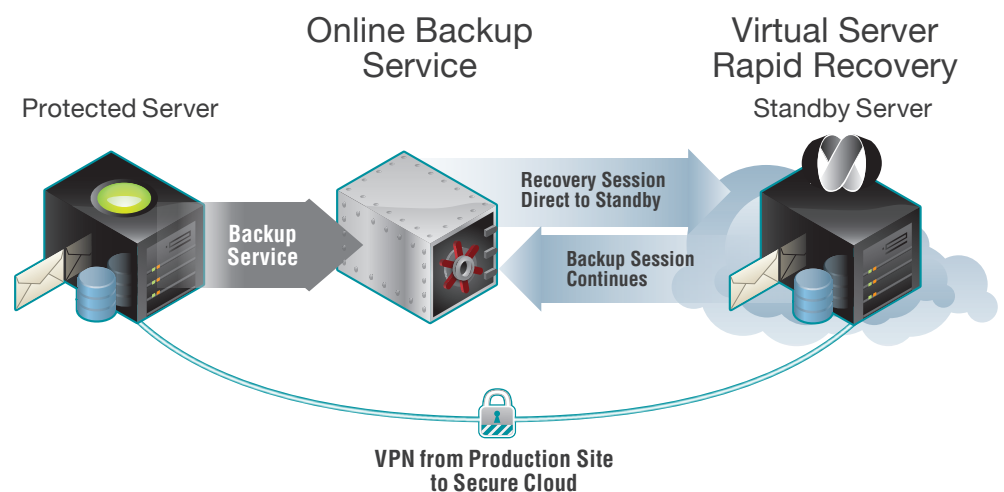 Online Backup
Service
Virtual Server
Rapid Recovery
Protected Server
Standby Server
Backup
Service
Recovery Session
Direct to Standby
Backup Session
Continues
VPN from Production Site
to Secure Cloud